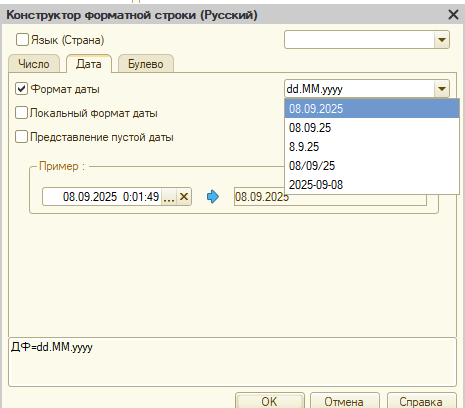 Конструктор форматной строки (Русский)
Язык (Страна)
Число Дата Булево
Формат даты dd.MM.yyyy
08.09.2025
08.09.25
8.9.25
08/09/25
2025-09-08
Локальный формат даты
Представление пустой даты
Пример :
08.09.2025 0:01:49 ... 08.09.2025
ДФ=dd.MM.yyyy
ОК Отмена Справка